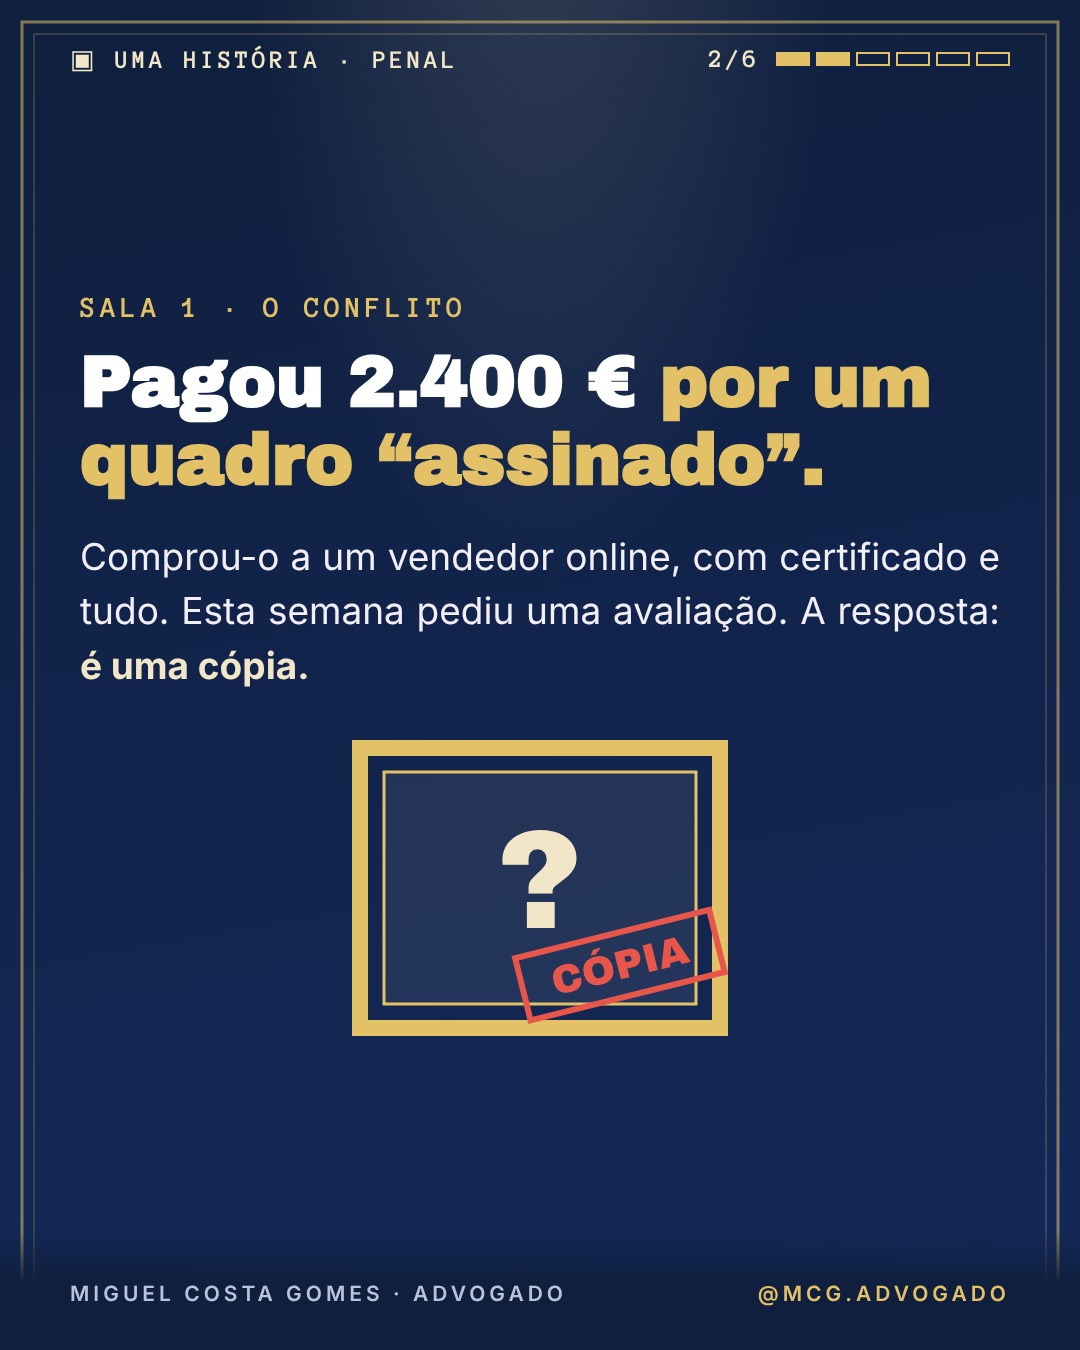 ▣ UMA HISTÓRIA · PENAL
2/6
SALA 1 · O CONFLITO
Pagou 2.400 € por um
quadro “assinado”.
Comprou-o a um vendedor online, com certificado e
tudo. Esta semana pediu uma avaliação. A resposta:
é uma cópia.
?
CÓPIA
MIGUEL COSTA GOMES · ADVOGADO
@MCG.ADVOGADO